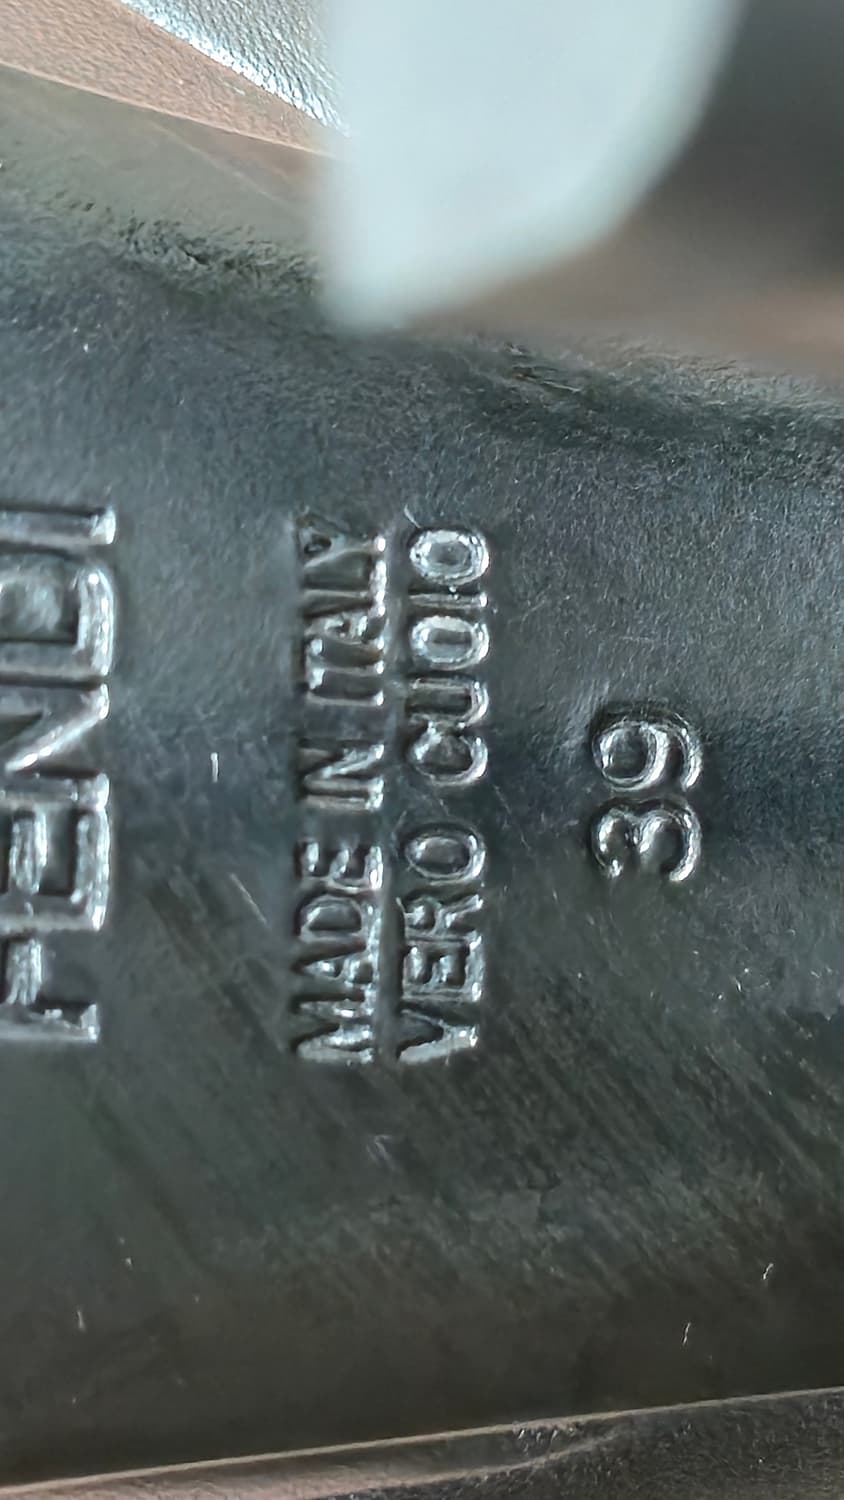 FENDI
MADE IN ITALY
VERO CUOIO
39